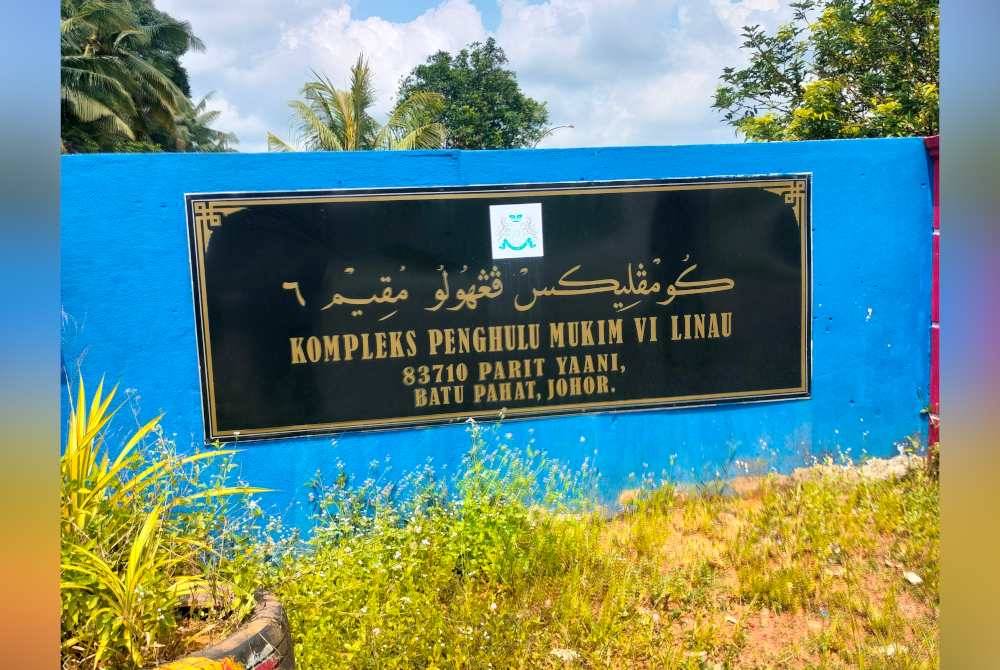 كومڤليکس ڤڠهولو مقيم ٦
KOMPLEKS PENGHULU MUKIM VI LINAU
83710 PARIT YAANI,
BATU PAHAT, JOHOR.